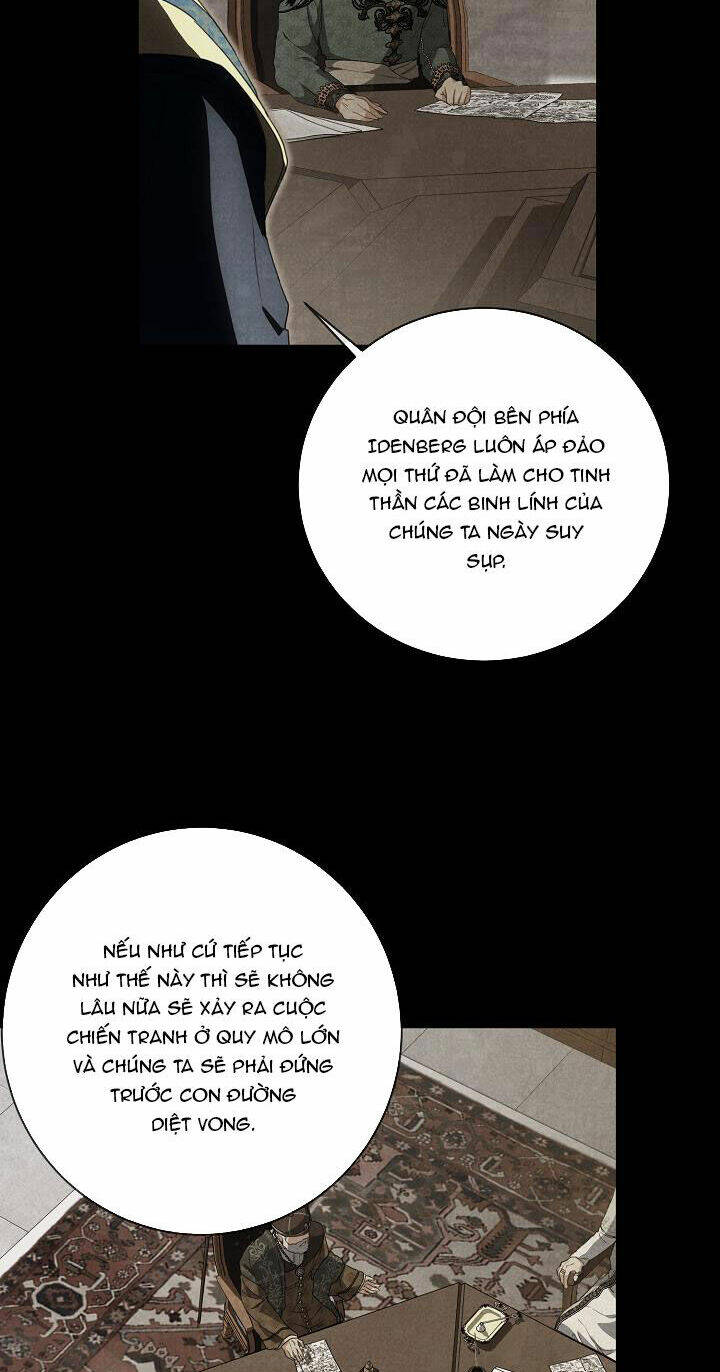 QUÂN ĐỘI BÊN PHÍA
IDENBERG LUÔN ÁP ĐẢO
MỌI THỨ ĐÃ LÀM CHO TINH
THẦN CÁC BINH LÍNH CỦA
CHÚNG TA NGÀY SUY
SỤP.
NẾU NHƯ CỨ TIẾP TỤC
NHƯ THẾ NÀY THÌ SẼ KHÔNG
LÂU NỮA SẼ XẢY RA CUỘC
CHIẾN TRANH Ở QUY MÔ LỚN
VÀ CHÚNG TA SẼ PHẢI ĐỨNG
TRƯỚC CON ĐƯỜNG
DIỆT VONG.